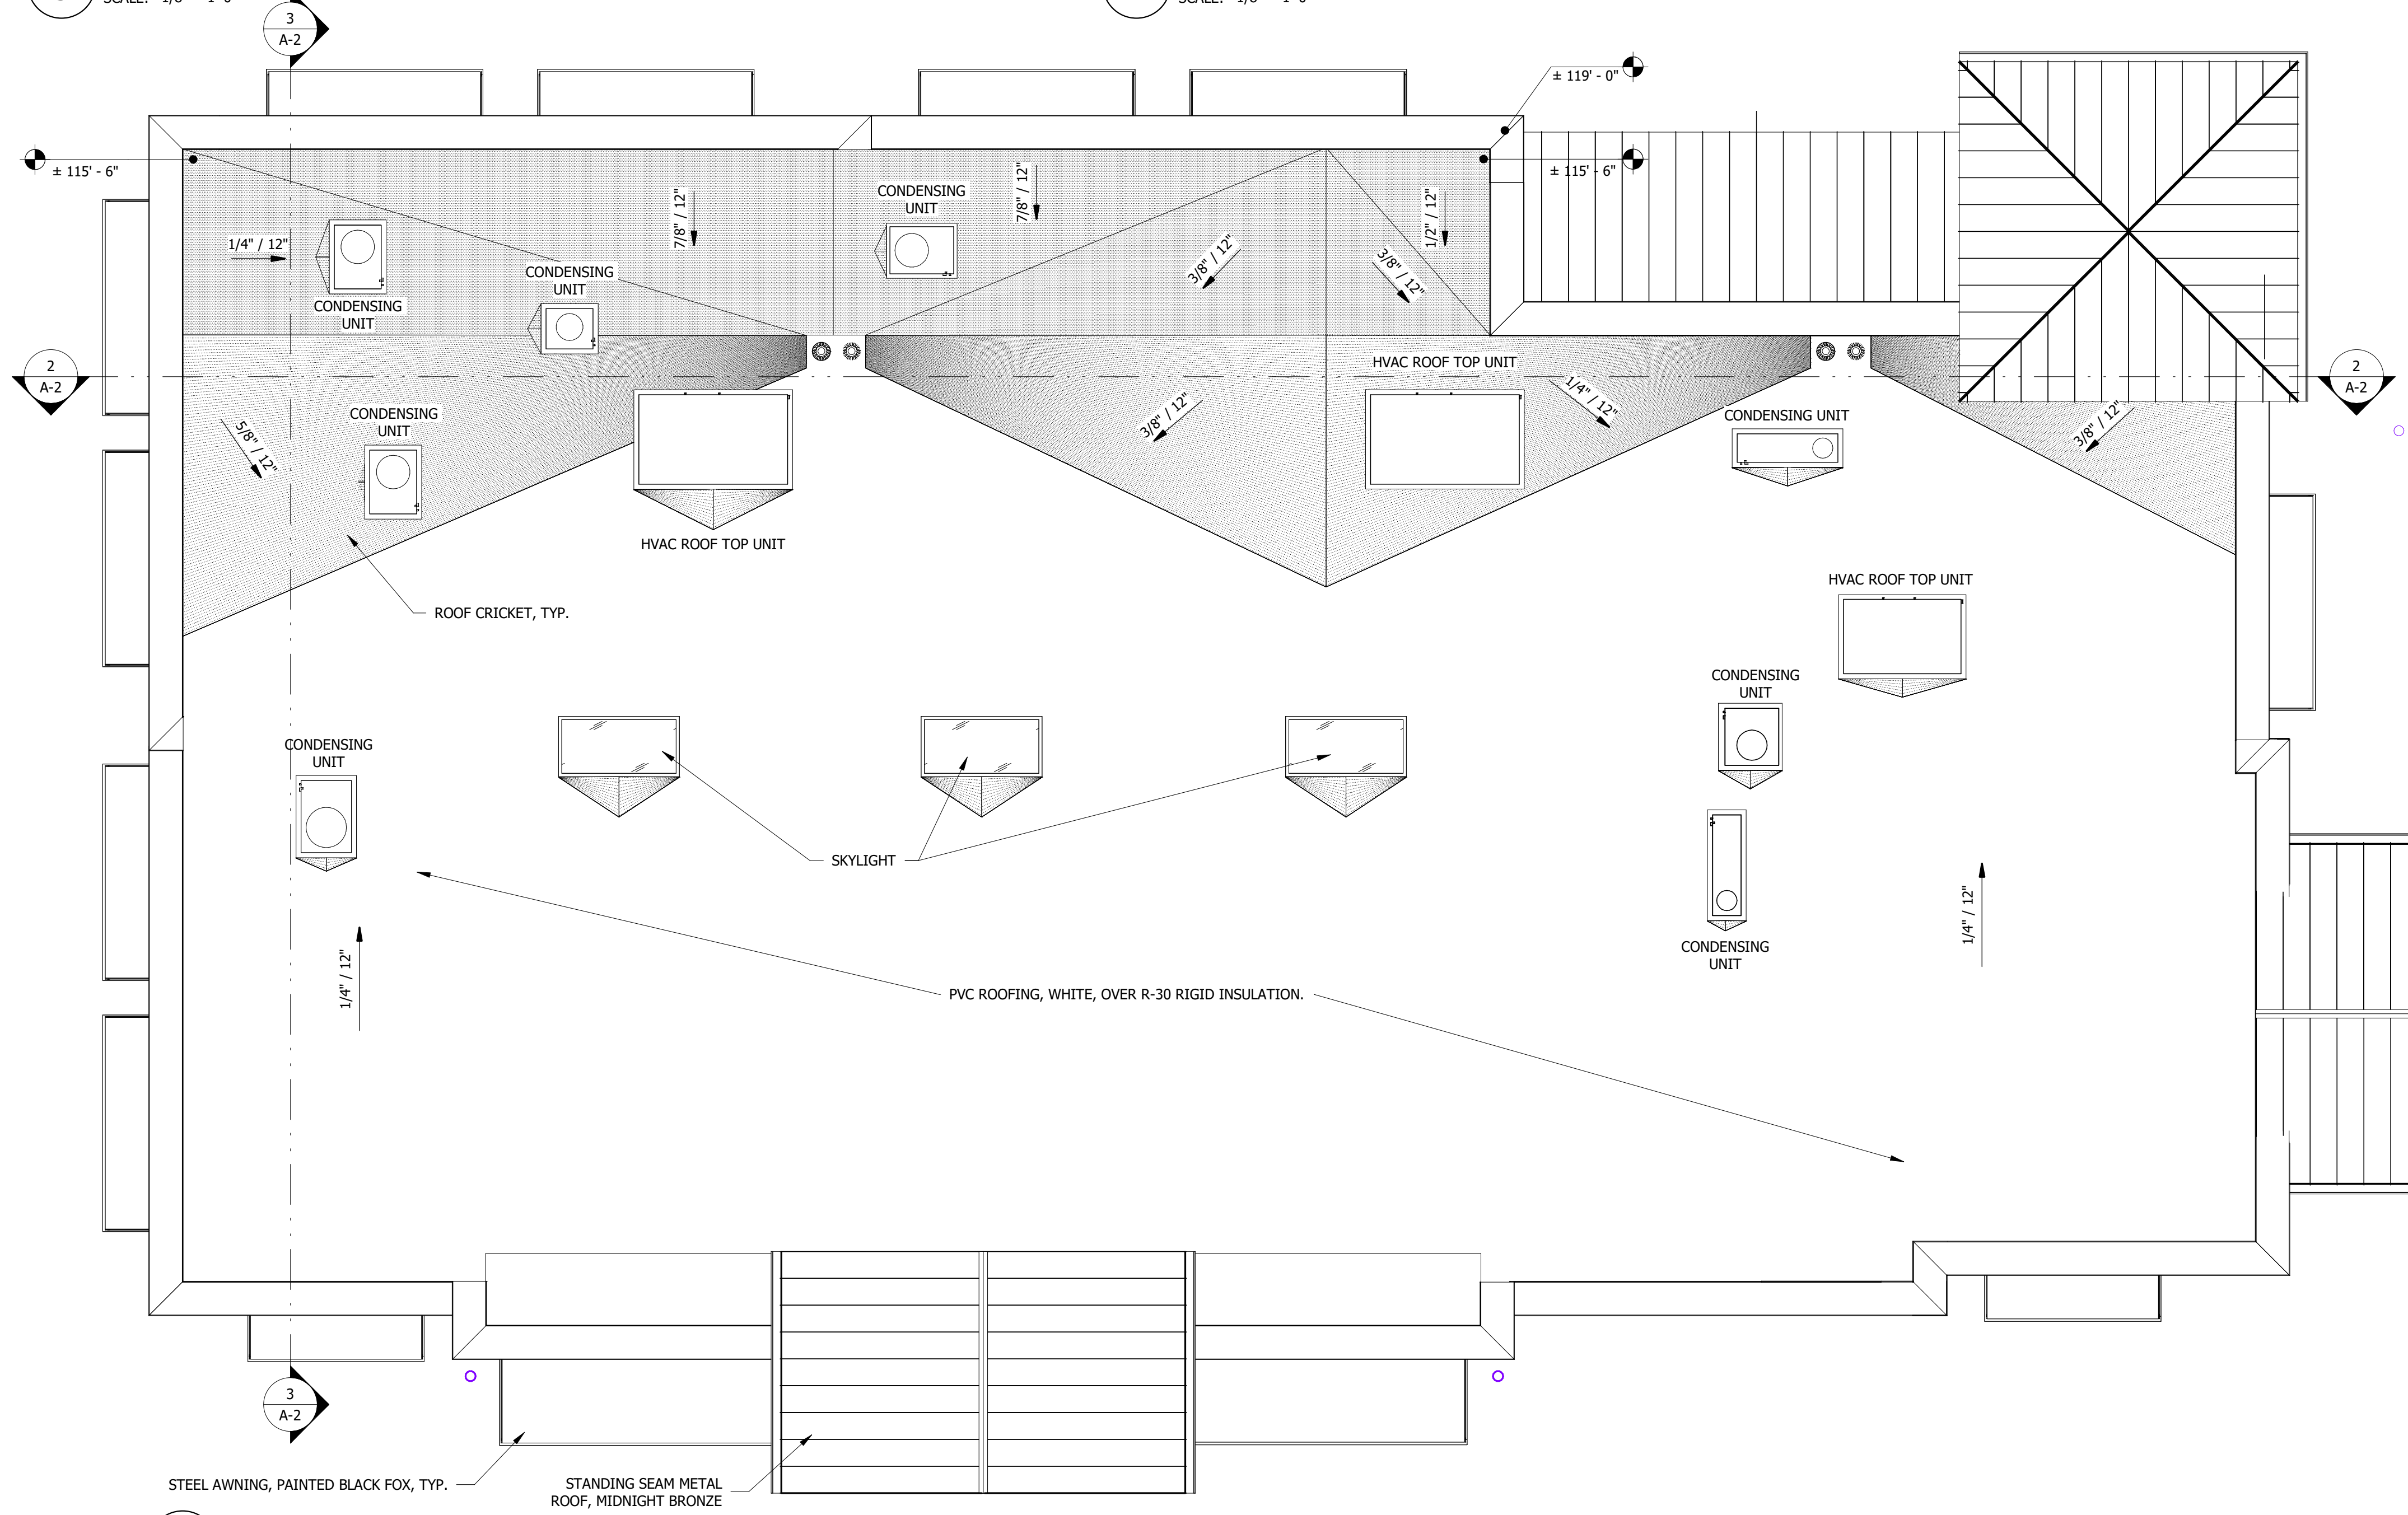 3
A-2
± 119' - 0"
± 115' - 6"
± 115' - 6"
CONDENSING
UNIT
7/8" / 12"
7/8" / 12"
1/2" / 12"
1/4" / 12"
3/8" / 12"
3/8" / 12"
CONDENSING
UNIT
CONDENSING
UNIT
2
A-2
HVAC ROOF TOP UNIT
2
A-2
1/4" / 12"
3/8" / 12"
3/8" / 12"
CONDENSING UNIT
CONDENSING
UNIT
5/8" / 12"
HVAC ROOF TOP UNIT
HVAC ROOF TOP UNIT
ROOF CRICKET, TYP.
CONDENSING
UNIT
CONDENSING
UNIT
SKYLIGHT
1/4" / 12"
1/4" / 12"
CONDENSING
UNIT
PVC ROOFING, WHITE, OVER R-30 RIGID INSULATION.
3
A-2
STEEL AWNING, PAINTED BLACK FOX, TYP.
STANDING SEAM METAL
ROOF, MIDNIGHT BRONZE